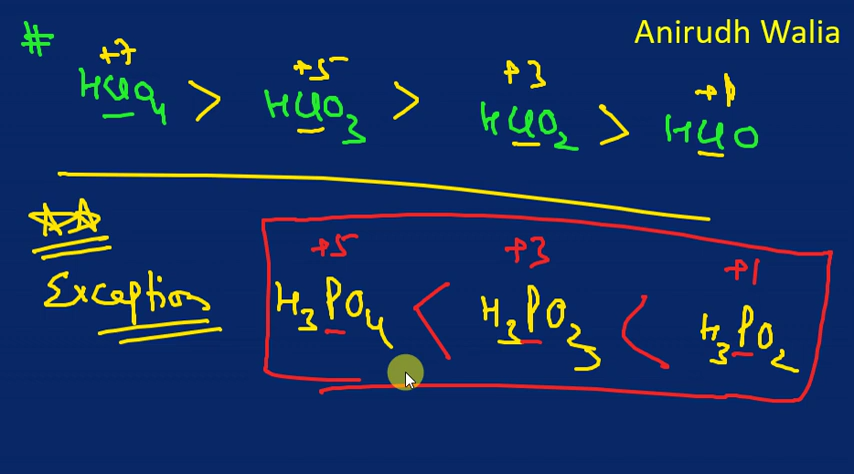 Anirudh Walia
# +7 +5 +3 +1
HClO4 > HClO3 > HClO2 > HClO
Exception
+5 +3 +1
H3PO4 < H3PO3 < H3PO2